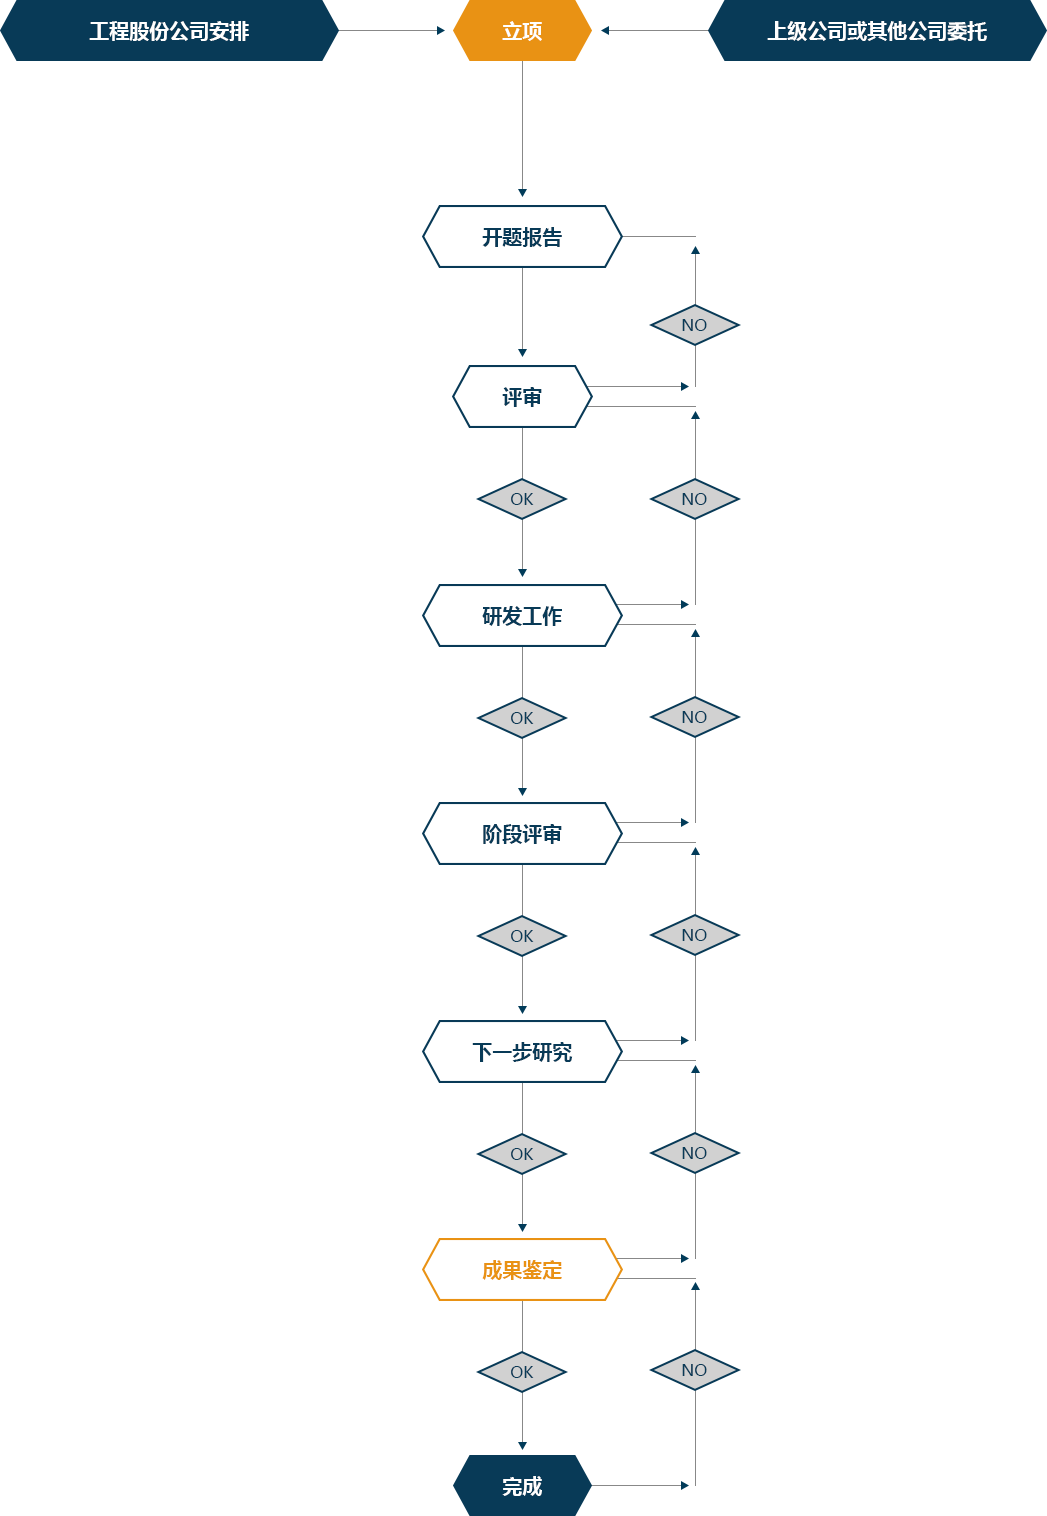 工程股份公司安排
立项
上级公司或其他公司委托
开题报告
NO
评审
OK
NO
研发工作
OK
NO
阶段评审
OK
NO
下一步研究
OK
NO
成果鉴定
OK
NO
完成